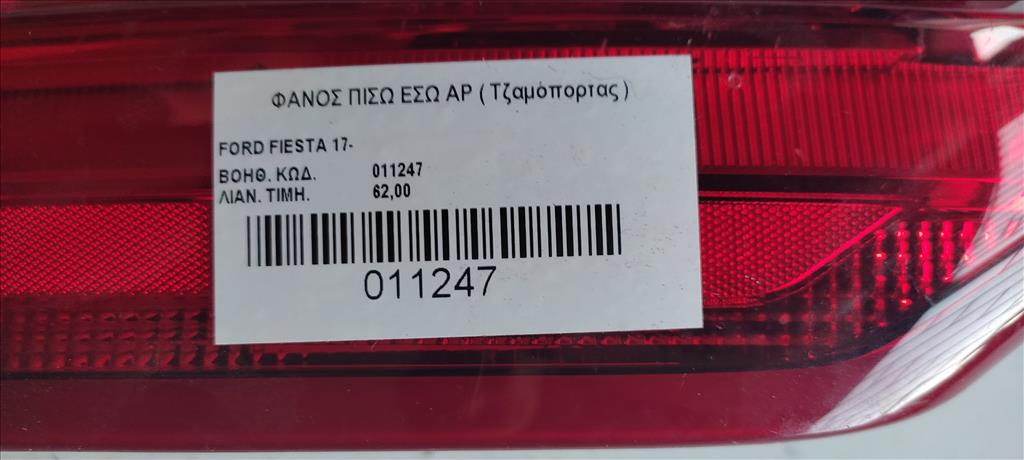 ΦΑΝΟΣ ΠΙΣΩ ΕΣΩ ΑΡ ( Τζαμόπορτας )
FORD FIESTA 17-
ΒΟΗΘ. ΚΩΔ. 011247
ΛΙΑΝ. ΤΙΜΗ. 62,00
011247